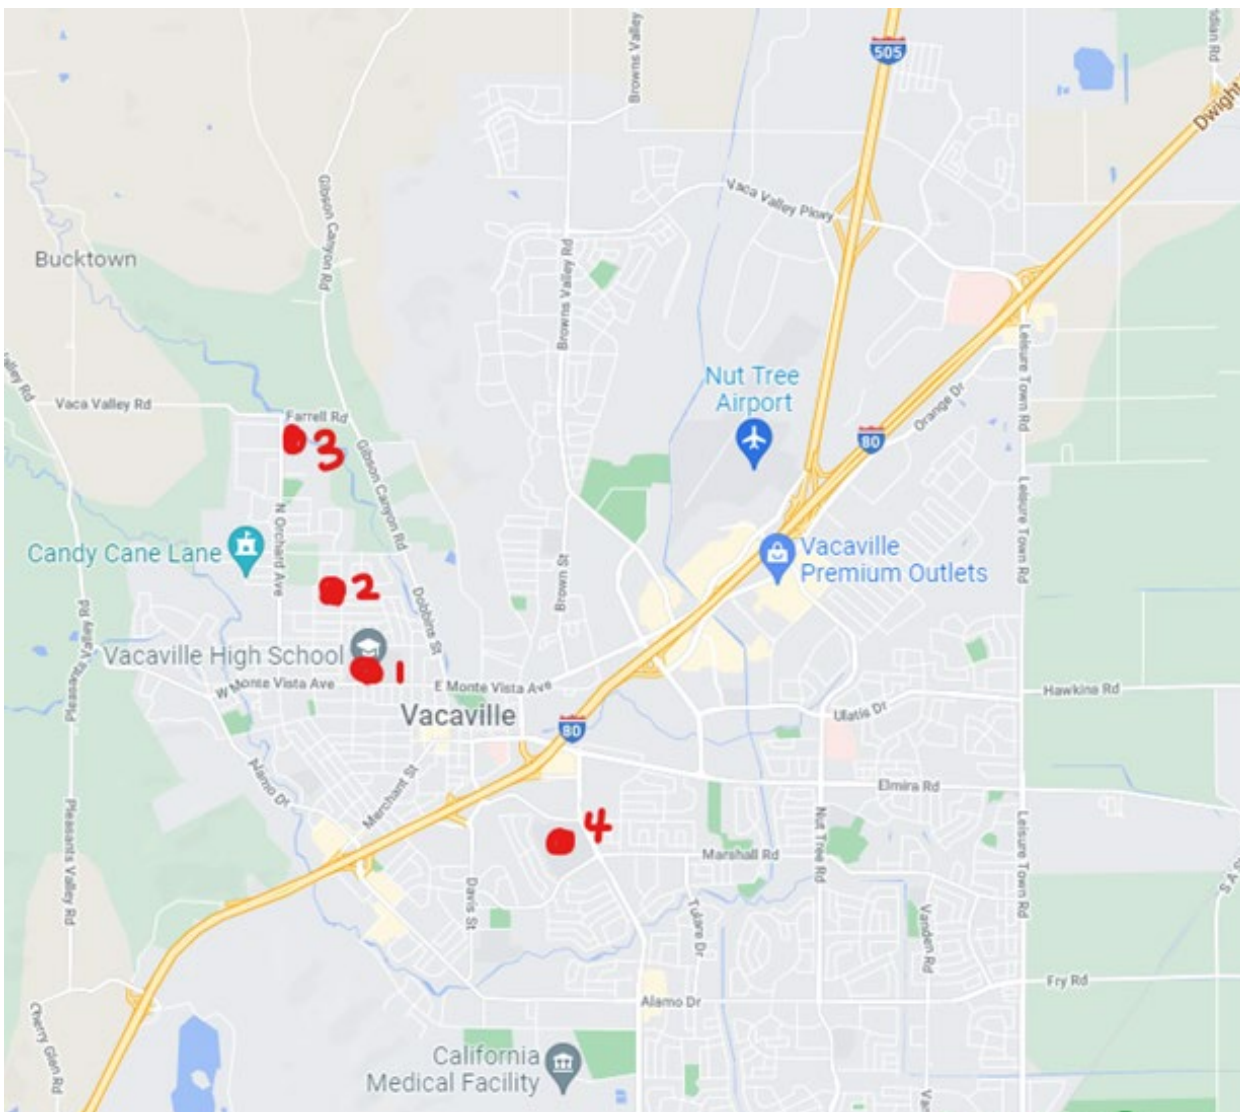 505
Dwight
idian Rd
Browns Valley
Vaca Valley Pkwy
Gibson Canyon Rd
Bucktown
Browns Valley Rd
Leisure Town Rd
Nut Tree
Airport
alley Rd
Vaca Valley Rd
Farrell Rd
3
Orange Dr
80
Gibson Canyon Rd
N Orchard Ave
Leisure Town Rd
Candy Cane Lane
Vacaville
Premium Outlets
2
Brown St
Dobbins St
Pleasants Valley Rd
Vacaville High School
1
W Monte Vista Ave
E Monte Vista Ave
Hawkins Rd
Vacaville
Ulatis Dr
80
Alamo Dr
Merchant St
Elmira Rd
4
Pleasants Valley Rd
Marshall Rd
Nut Tree Rd
Leisure Town Rd
S A S
Davis St
Tulare Dr
Vanden Rd
Fry Rd
Alamo Dr
Cherry Glen Rd
California
Medical Facility
Va